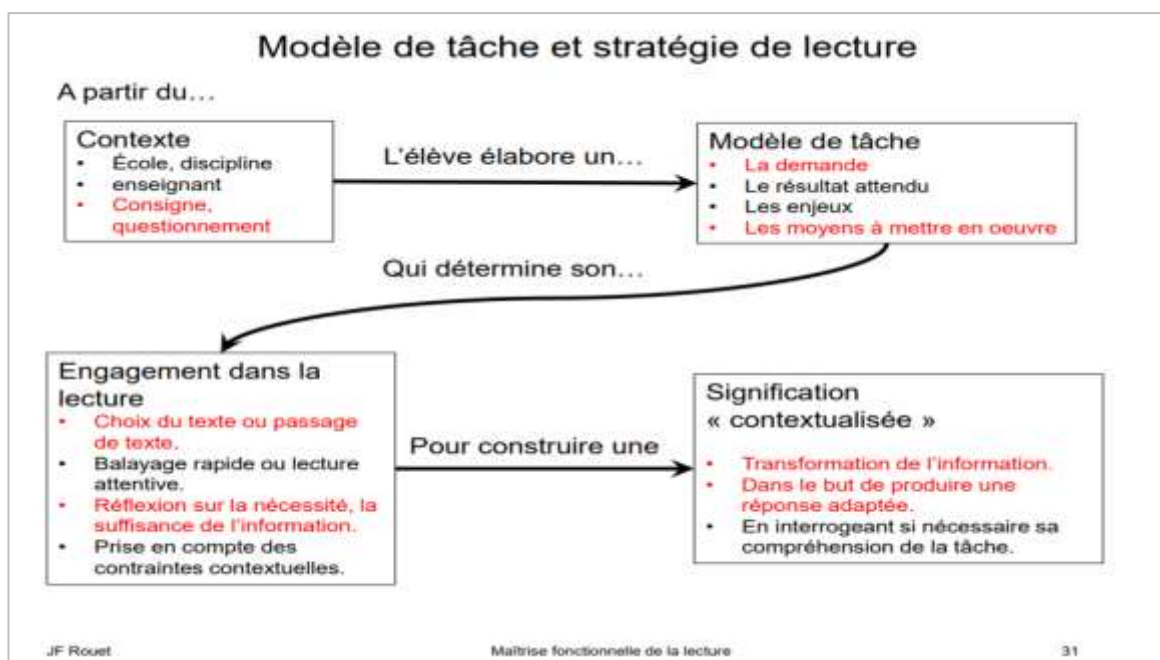 Modèle de tâche et stratégie de lecture
A partir du…
Contexte
• École, discipline
• enseignant
• Consigne,
questionnement
L'élève élabore un…
Modèle de tâche
• La demande
• Le résultat attendu
• Les enjeux
• Les moyens à mettre en oeuvre
Qui détermine son…
Engagement dans la
lecture
• Choix du texte ou passage
de texte.
• Balayage rapide ou lecture
attentive.
• Réflexion sur la nécessité, la
suffisance de l'information.
• Prise en compte des
contraintes contextuelles.
Pour construire une
Signification
« contextualisée »
• Transformation de l'information.
• Dans le but de produire une
réponse adaptée.
• En interrogeant si nécessaire sa
compréhension de la tâche.
JF Rouet
Maîtrise fonctionnelle de la lecture
31